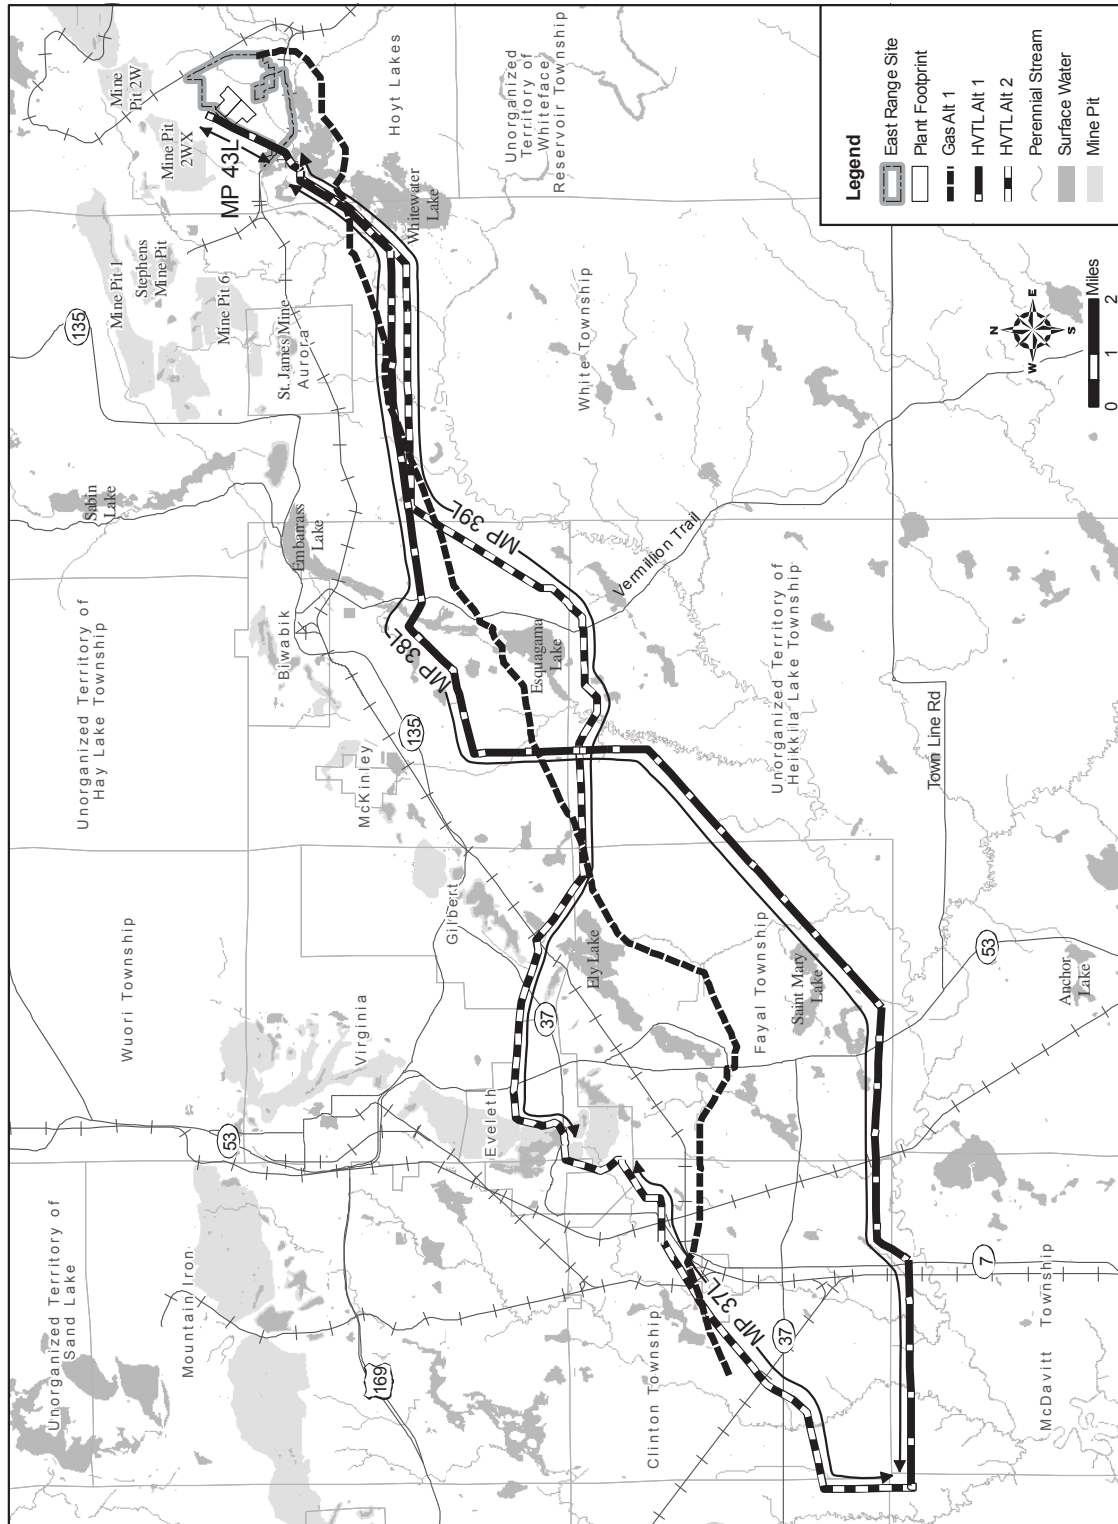 Unorganized Territory of
Sand Lake
Mountain Iron
Wuori Township
Unorganized Territory of
Hay Lake Township
Virginia
McKinley
Gilbert
Biwabik
Sabin
Lake
Embarrass
Lake
Mine Pit 1
Stephens
Mine Pit
Mine Pit 6
St. James Mine
Aurora
Mine Pit
2WX
Mine
Pit 2W
MP 43L
Hoyt Lakes
Whitewater
Lake
Unorganized
Territory of
Whiteface
Reservoir Township
White Township
Eveleth
Ely Lake
Esquagama
Lake
MP 38L
MP 39L
MP 37L
Vermillion Trail
Clinton Township
Fayal Township
Saint Mary
Lake
Unorganized Territory of
Heikkila Lake Township
Town Line Rd
Anchor
Lake
McDavitt Township
53
169
135
135
37
37
7
53
Legend
East Range Site
Plant Footprint
Gas Alt 1
HVTL Alt 1
HVTL Alt 2
Perennial Stream
Surface Water
Mine Pit
N
E
S
W
0 1 2
Miles